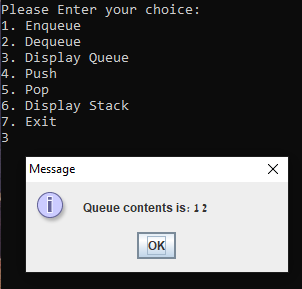 Please Enter your choice:
1. Enqueue
2. Dequeue
3. Display Queue
4. Push
5. Pop
6. Display Stack
7. Exit
3
Message
Queue contents is: 1 2
OK